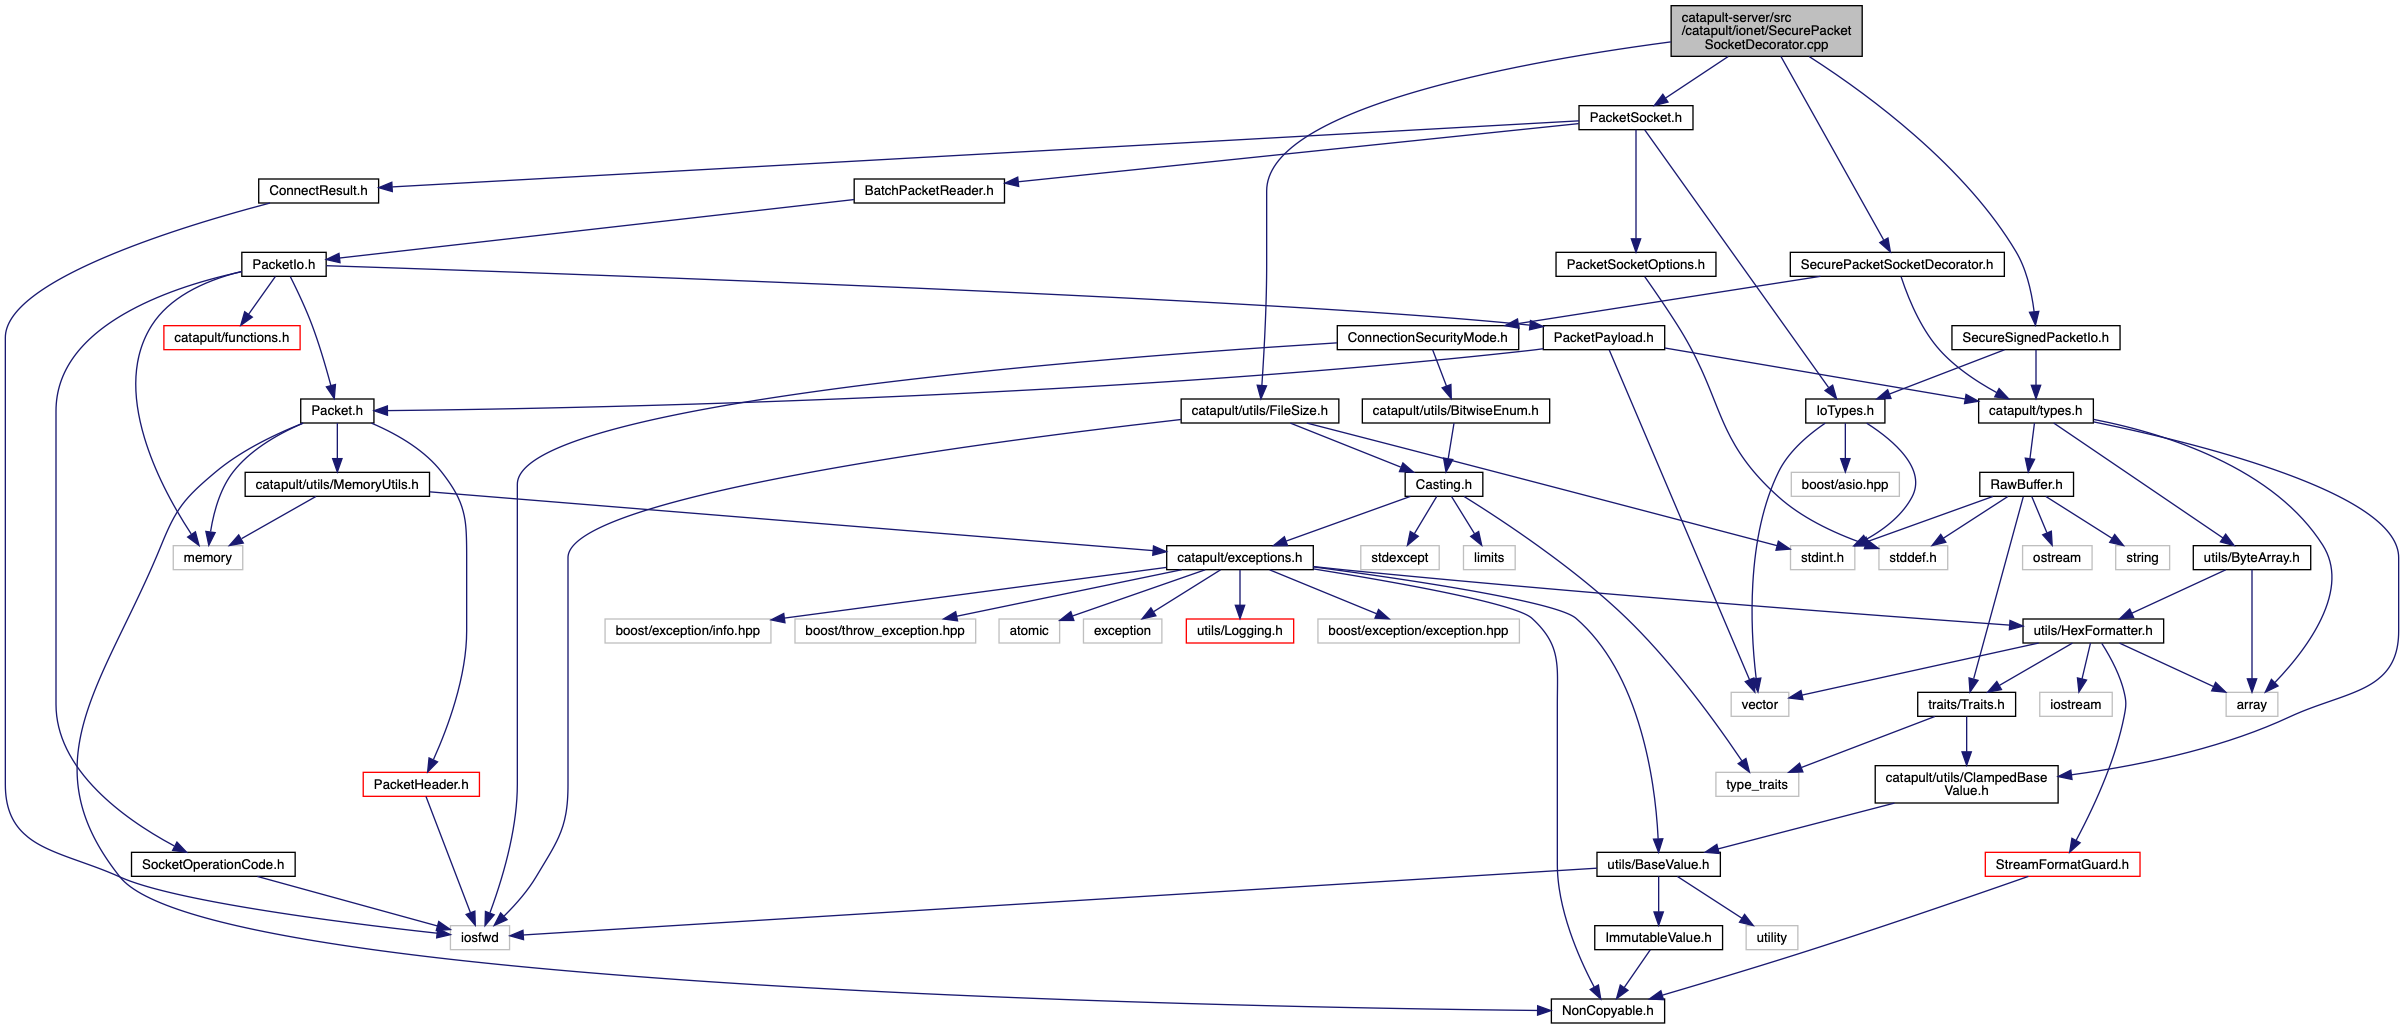 catapult-server/src
/catapult/ionet/SecurePacket
SocketDecorator.cpp
PacketSocket.h
ConnectResult.h
BatchPacketReader.h
PacketIo.h
PacketSocketOptions.h
SecurePacketSocketDecorator.h
catapult/functions.h
ConnectionSecurityMode.h
PacketPayload.h
SecureSignedPacketIo.h
Packet.h
catapult/utils/FileSize.h
catapult/utils/BitwiseEnum.h
IoTypes.h
catapult/types.h
catapult/utils/MemoryUtils.h
Casting.h
boost/asio.hpp
RawBuffer.h
memory
catapult/exceptions.h
stdexcept
limits
stdint.h
stddef.h
ostream
string
utils/ByteArray.h
boost/exception/info.hpp
boost/throw_exception.hpp
atomic
exception
utils/Logging.h
boost/exception/exception.hpp
utils/HexFormatter.h
vector
traits/Traits.h
iostream
array
PacketHeader.h
type_traits
catapult/utils/ClampedBase
Value.h
SocketOperationCode.h
utils/BaseValue.h
StreamFormatGuard.h
iosfwd
ImmutableValue.h
utility
NonCopyable.h